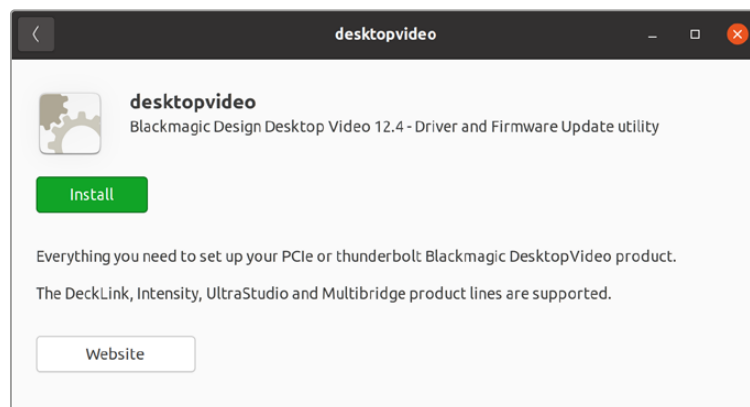 desktopvideo
desktopvideo
Blackmagic Design Desktop Video 12.4 - Driver and Firmware Update utility
Install
Everything you need to set up your PCIe or thunderbolt Blackmagic DesktopVideo product.
The DeckLink, Intensity, UltraStudio and Multibridge product lines are supported.
Website